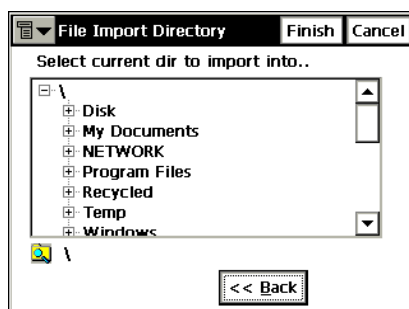 File Import Directory Finish Cancel
Select current dir to import into..
\
Disk
My Documents
NETWORK
Program Files
Recycled
Temp
Windows
\
<< Back